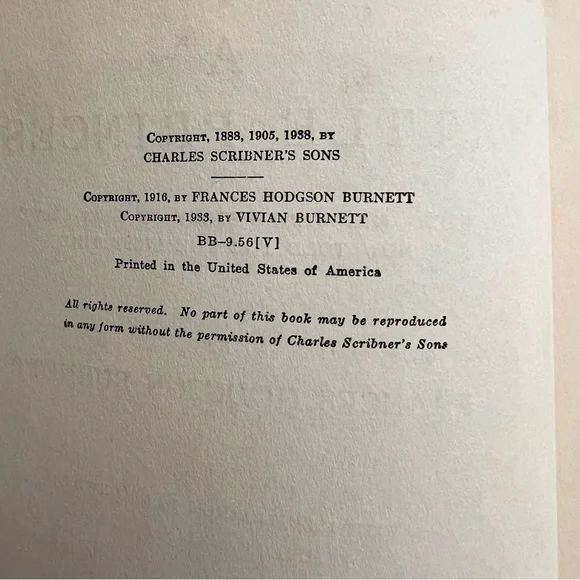 COPYRIGHT, 1888, 1905, 1938, BY
CHARLES SCRIBNER'S SONS
COPYRIGHT, 1916, BY FRANCES HODGSON BURNETT
COPYRIGHT, 1933, BY VIVIAN BURNETT
BB–9.56[V]
Printed in the United States of America
All rights reserved. No part of this book may be reproduced
in any form without the permission of Charles Scribner's Sons